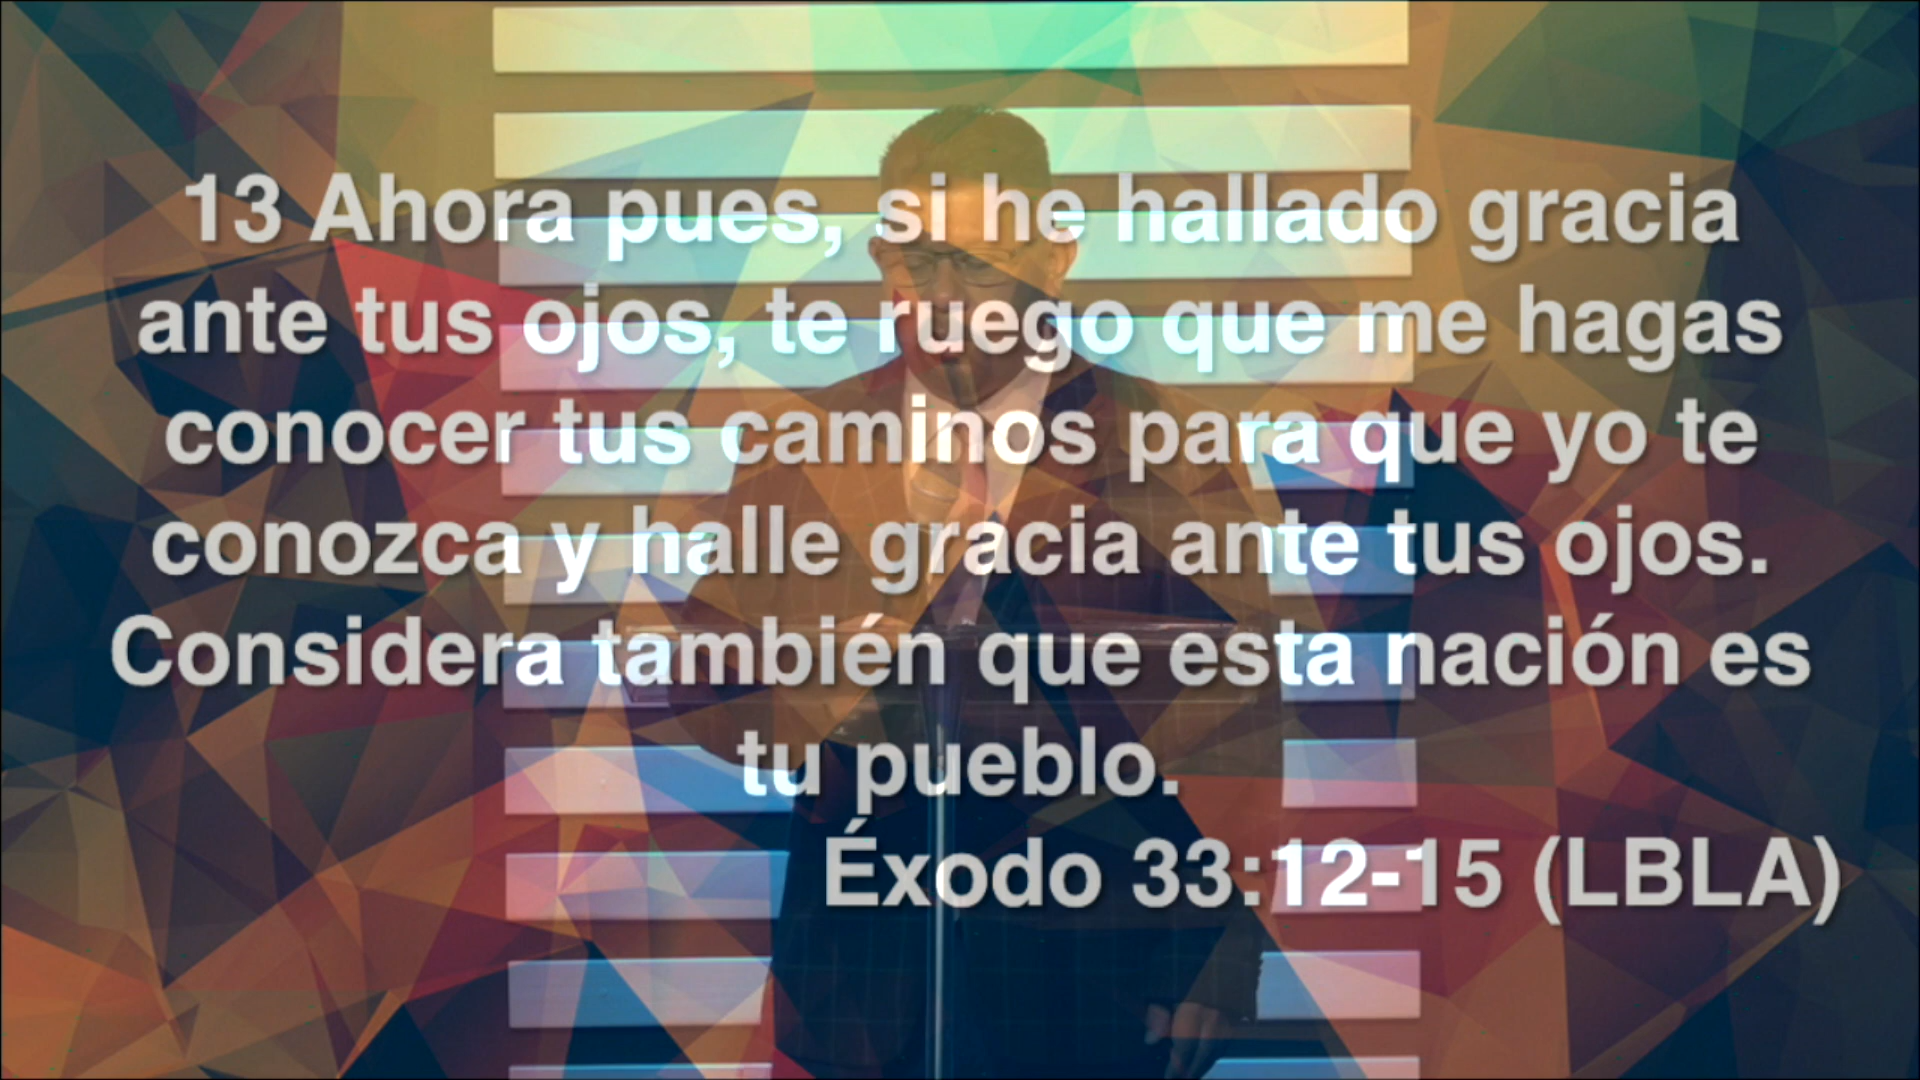 13 Ahora pues, si he hallado gracia
ante tus ojos, te ruego que me hagas
conocer tus caminos para que yo te
conozca y halle gracia ante tus ojos.
Considera también que esta nación es
tu pueblo.
Éxodo 33:12-15 (LBLA)